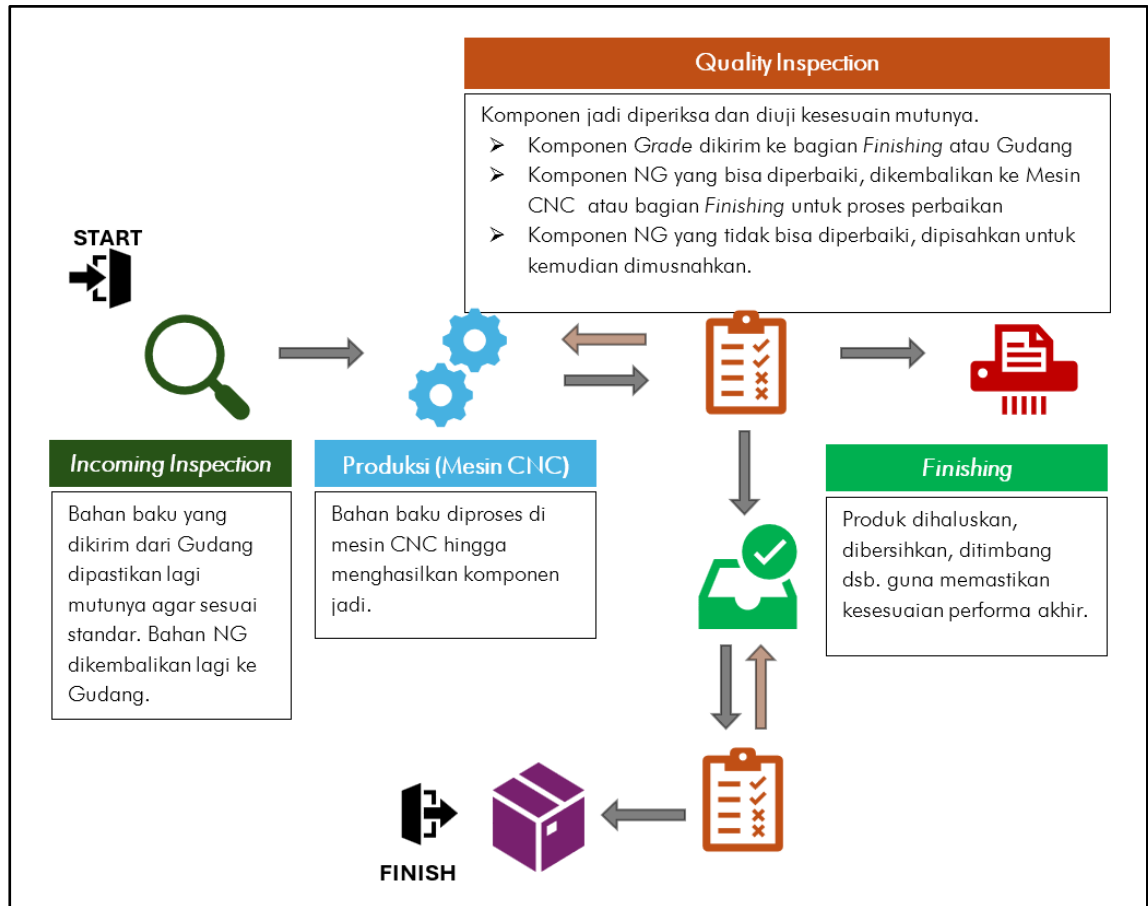 Quality Inspection
Komponen jadi diperiksa dan diuji kesesuain mutunya.
➤ Komponen Grade dikirim ke bagian Finishing atau Gudang
➤ Komponen NG yang bisa diperbaiki, dikembalikan ke Mesin
CNC atau bagian Finishing untuk proses perbaikan
➤ Komponen NG yang tidak bisa diperbaiki, dipisahkan untuk
kemudian dimusnahkan.
START
Incoming Inspection
Bahan baku yang
dikirim dari Gudang
dipastikan lagi
mutunya agar sesuai
standar. Bahan NG
dikembalikan lagi ke
Gudang.
Produksi (Mesin CNC)
Bahan baku diproses di
mesin CNC hingga
menghasilkan komponen
jadi.
Finishing
Produk dihaluskan,
dibersihkan, ditimbang
dsb. guna memastikan
kesesuaian performa akhir.
FINISH